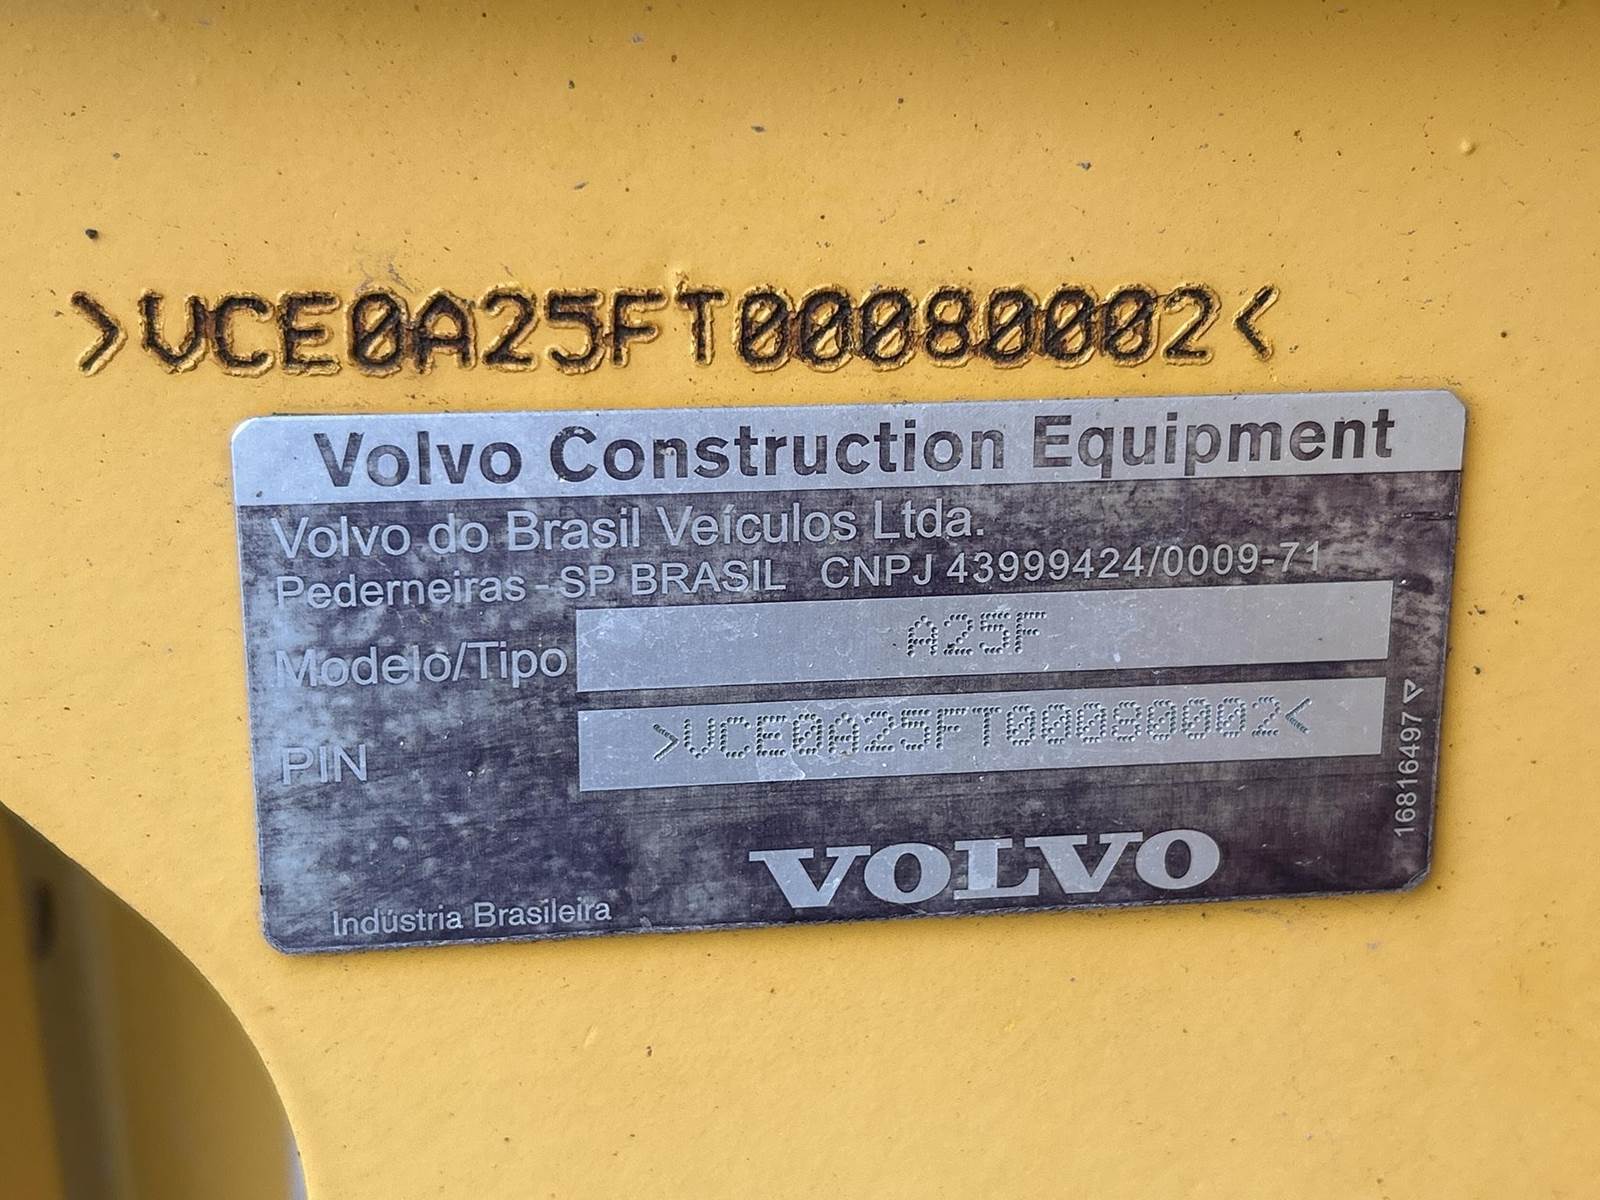 >VCE0A25FT00080002<
Volvo Construction Equipment
Volvo do Brasil Veículos Ltda.
Pederneiras - SP BRASIL CNPJ 43999424/0009-71
Modelo/Tipo A25F
PIN >VCE0A25FT00080002<
16816497
VOLVO
Indústria Brasileira